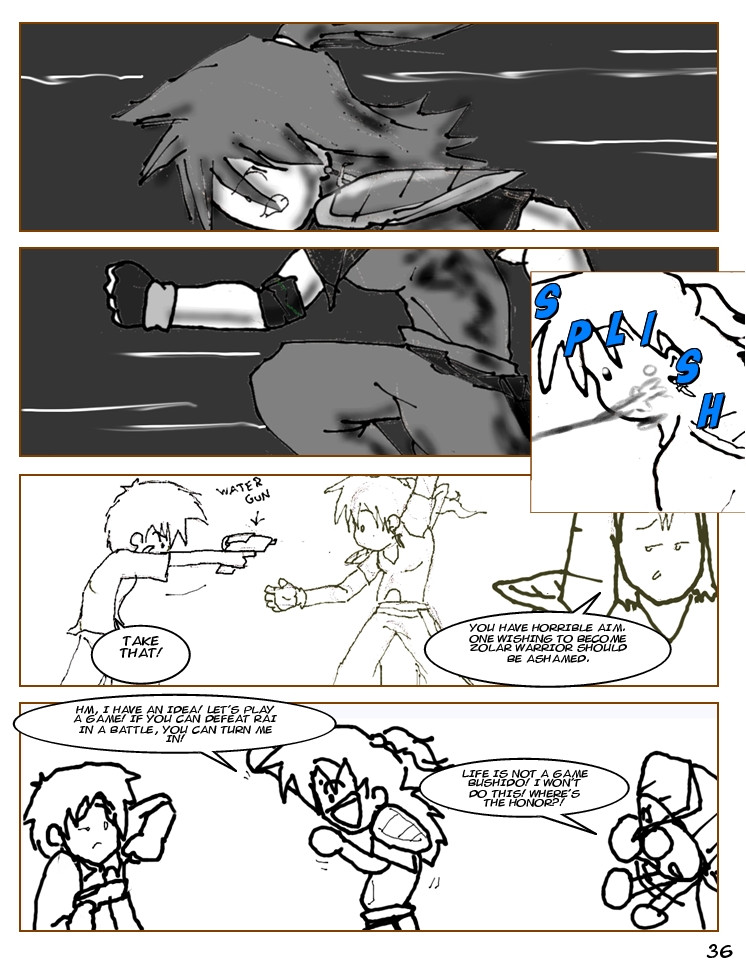 SPLISH
WATER
GUN
TAKE
THAT!
YOU HAVE HORRIBLE AIM.
ONE WISHING TO BECOME
ZOLAR WARRIOR SHOULD
BE ASHAMED.
HM, I HAVE AN IDEA! LET'S PLAY
A GAME! IF YOU CAN DEFEAT RAI
IN A BATTLE, YOU CAN TURN ME
IN!
LIFE IS NOT A GAME
BUSHIDO! I WON'T
DO THIS! WHERE'S
THE HONOR?!
36